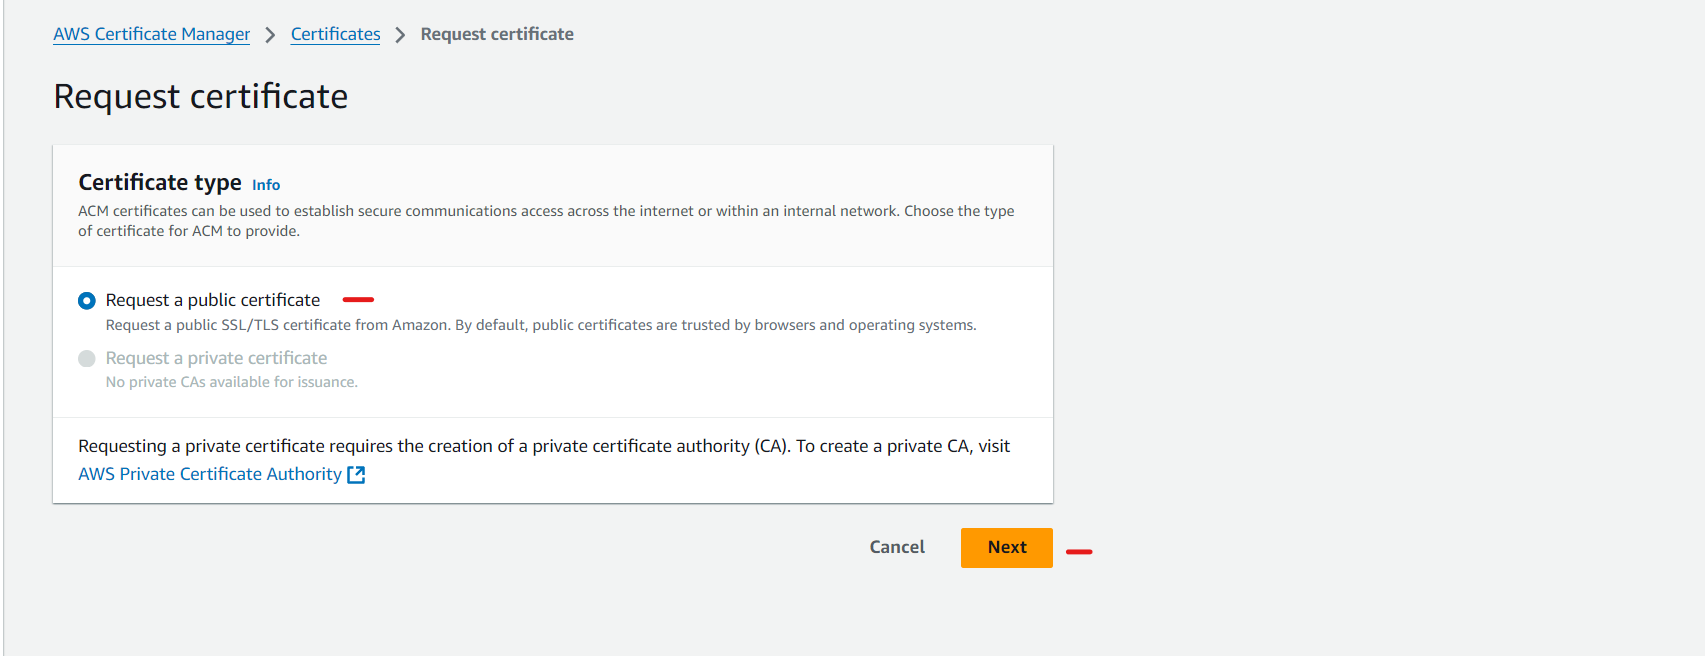 AWS Certificate Manager > Certificates > Request certificate
Request certificate
Certificate type Info
ACM certificates can be used to establish secure communications access across the internet or within an internal network. Choose the type
of certificate for ACM to provide.
Request a public certificate
Request a public SSL/TLS certificate from Amazon. By default, public certificates are trusted by browsers and operating systems.
Request a private certificate
No private CAs available for issuance.
Requesting a private certificate requires the creation of a private certificate authority (CA). To create a private CA, visit
AWS Private Certificate Authority
Cancel Next